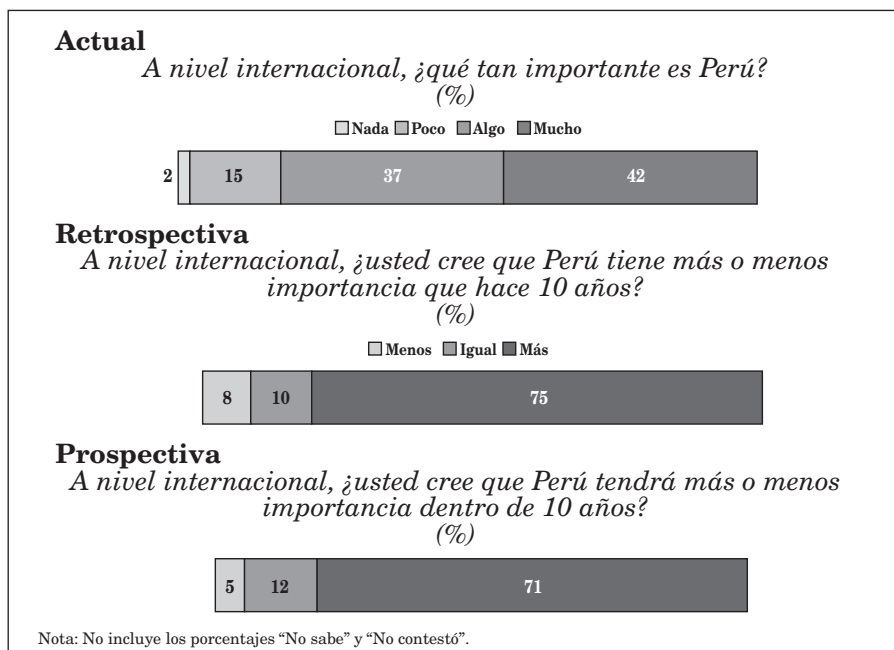 Actual
A nivel internacional, ¿qué tan importante es Perú?
(%)
Nada Poco Algo Mucho
2 15 37 42
Retrospectiva
A nivel internacional, ¿usted cree que Perú tiene más o menos
importancia que hace 10 años?
(%)
Menos Igual Más
8 10 75
Prospectiva
A nivel internacional, ¿usted cree que Perú tendrá más o menos
importancia dentro de 10 años?
(%)
5 12 71
Nota: No incluye los porcentajes “No sabe” y “No contestó”.